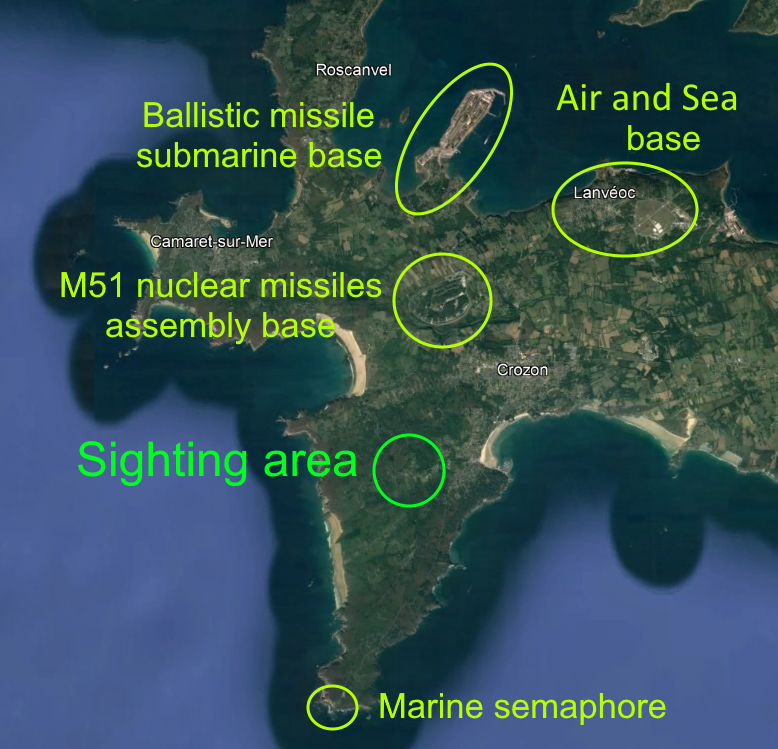 Roscanvel
Ballistic missile
submarine base
Air and Sea
base
Lanvéoc
Camaret-sur-Mer
M51 nuclear missiles
assembly base
Crozon
Sighting area
Marine semaphore